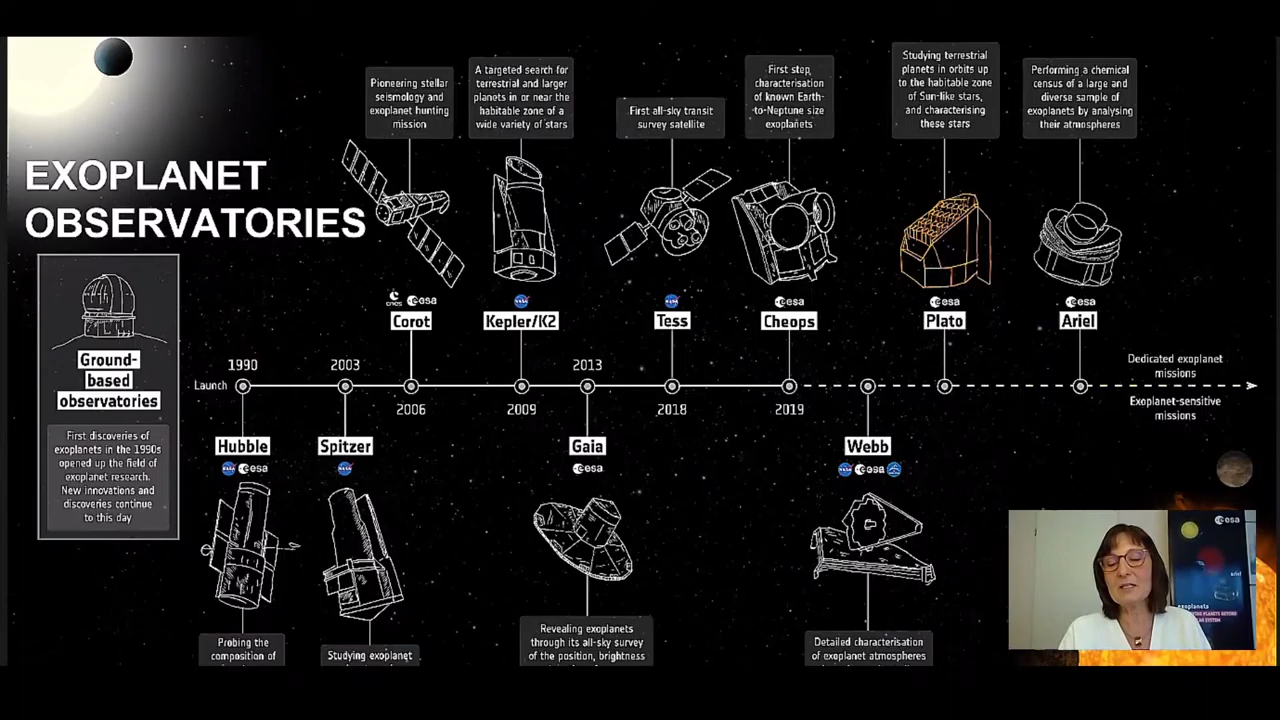 EXOPLANET
OBSERVATORIES
Ground-
based
observatories
First discoveries of
exoplanets in the 1990s
opened up the field of
exoplanet research.
New innovations and
discoveries continue
to this day
Pioneering stellar
seismology and
exoplanet hunting
mission
cnes esa
Corot
A targeted search for
terrestrial and larger
planets in or near the
habitable zone of a
wide variety of stars
NASA
Kepler/K2
First all-sky transit
survey satellite
NASA
Tess
First step
characterisation
of known Earth-
to-Neptune size
exoplanets
esa
Cheops
Studying terrestrial
planets in orbits up
to the habitable zone
of Sun-like stars,
and characterising
these stars
esa
Plato
Performing a chemical
census of a large and
diverse sample of
exoplanets by analysing
their atmospheres
esa
Ariel
Launch
1990
2003
2006
2009
2013
2018
2019
Dedicated exoplanet
missions
Exoplanet-sensitive
missions
Hubble
NASA esa
Probing the
composition of
Spitzer
NASA
Studying exoplanet
Gaia
esa
Revealing exoplanets
through its all-sky survey
of the position, brightness
Webb
NASA esa
Detailed characterisation
of exoplanet atmospheres
esa
ariel
exoplanets